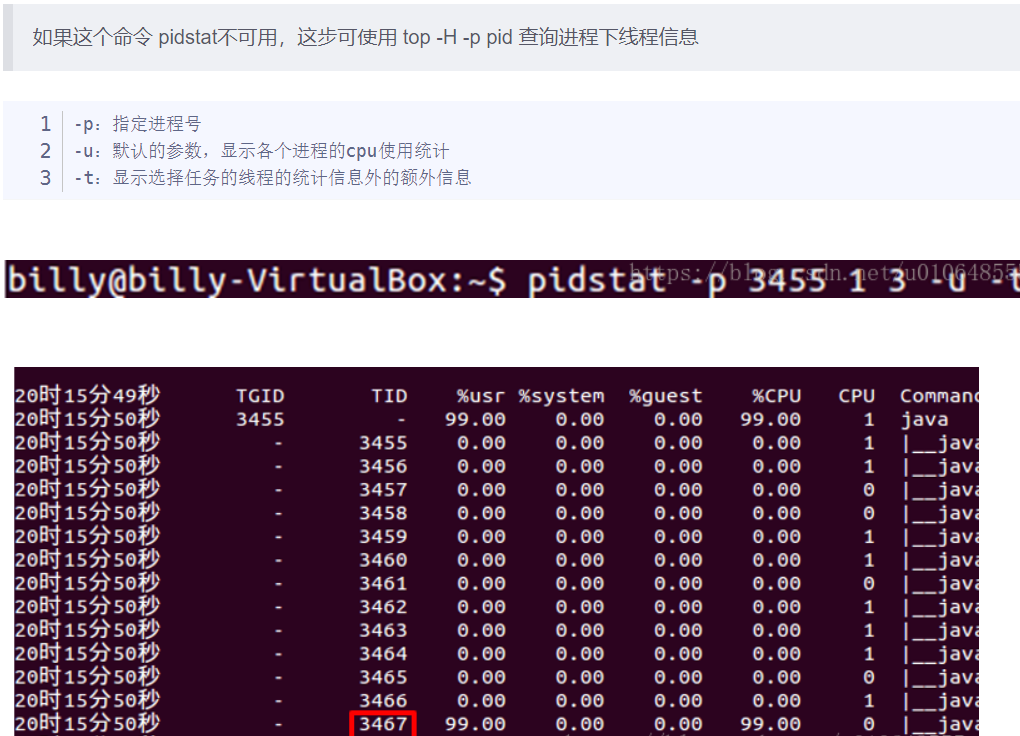 如果这个命令 pidstat不可用，这步可使用 top -H -p pid 查询进程下线程信息
1 -p：指定进程号
2 -u：默认的参数，显示各个进程的cpu使用统计
3 -t：显示选择任务的线程的统计信息外的额外信息
https://blog.csdn.net/u01064855
billy@billy-VirtualBox:~$ pidstat -p 3455 1 3 -u -t
20时15分49秒 TGID TID %usr %system %guest %CPU CPU Command
20时15分50秒 3455 - 99.00 0.00 0.00 99.00 1 java
20时15分50秒 - 3455 0.00 0.00 0.00 0.00 1 |__java
20时15分50秒 - 3456 0.00 0.00 0.00 0.00 1 |__java
20时15分50秒 - 3457 0.00 0.00 0.00 0.00 0 |__java
20时15分50秒 - 3458 0.00 0.00 0.00 0.00 0 |__java
20时15分50秒 - 3459 0.00 0.00 0.00 0.00 1 |__java
20时15分50秒 - 3460 0.00 0.00 0.00 0.00 1 |__java
20时15分50秒 - 3461 0.00 0.00 0.00 0.00 0 |__java
20时15分50秒 - 3462 0.00 0.00 0.00 0.00 1 |__java
20时15分50秒 - 3463 0.00 0.00 0.00 0.00 1 |__java
20时15分50秒 - 3464 0.00 0.00 0.00 0.00 1 |__java
20时15分50秒 - 3465 0.00 0.00 0.00 0.00 0 |__java
20时15分50秒 - 3466 0.00 0.00 0.00 0.00 1 |__java
20时15分50秒 - 3467 99.00 0.00 0.00 99.00 0 |__java